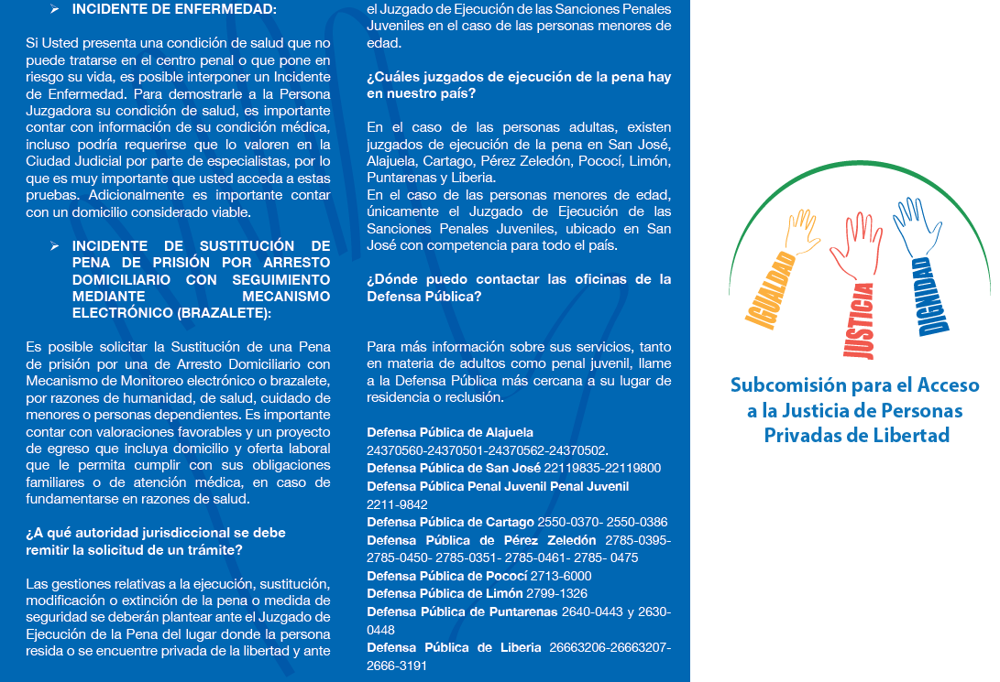 ➢ INCIDENTE DE ENFERMEDAD:
Si Usted presenta una condición de salud que no
puede tratarse en el centro penal o que pone en
riesgo su vida, es posible interponer un Incidente
de Enfermedad. Para demostrarle a la Persona
Juzgadora su condición de salud, es importante
contar con información de su condición médica,
incluso podría requerirse que lo valoren en la
Ciudad Judicial por parte de especialistas, por lo
que es muy importante que usted acceda a estas
pruebas. Adicionalmente es importante contar
con un domicilio considerado viable.
➢ INCIDENTE DE SUSTITUCIÓN DE
PENA DE PRISIÓN POR ARRESTO
DOMICILIARIO CON SEGUIMIENTO
MEDIANTE MECANISMO
ELECTRÓNICO (BRAZALETE):
Es posible solicitar la Sustitución de una Pena
de prisión por una de Arresto Domiciliario con
Mecanismo de Monitoreo electrónico o brazalete,
por razones de humanidad, de salud, cuidado de
menores o personas dependientes. Es importante
contar con valoraciones favorables y un proyecto
de egreso que incluya domicilio y oferta laboral
que le permita cumplir con sus obligaciones
familiares o de atención médica, en caso de
fundamentarse en razones de salud.
¿A qué autoridad jurisdiccional se debe
remitir la solicitud de un trámite?
Las gestiones relativas a la ejecución, sustitución,
modificación o extinción de la pena o medida de
seguridad se deberán plantear ante el Juzgado de
Ejecución de la Pena del lugar donde la persona
resida o se encuentre privada de la libertad y ante
el Juzgado de Ejecución de las Sanciones Penales
Juveniles en el caso de las personas menores de
edad.
¿Cuáles juzgados de ejecución de la pena hay
en nuestro país?
En el caso de las personas adultas, existen
juzgados de ejecución de la pena en San José,
Alajuela, Cartago, Pérez Zeledón, Pococí, Limón,
Puntarenas y Liberia.
En el caso de las personas menores de edad,
únicamente el Juzgado de Ejecución de las
Sanciones Penales Juveniles, ubicado en San
José con competencia para todo el país.
¿Dónde puedo contactar las oficinas de la
Defensa Pública?
Para más información sobre sus servicios, tanto
en materia de adultos como penal juvenil, llame
a la Defensa Pública más cercana a su lugar de
residencia o reclusión.
Defensa Pública de Alajuela
24370560-24370501-24370562-24370502.
Defensa Pública de San José 22119835-22119800
Defensa Pública Penal Juvenil Penal Juvenil
2211-9842
Defensa Pública de Cartago 2550-0370- 2550-0386
Defensa Pública de Pérez Zeledón 2785-0395-
2785-0450- 2785-0351- 2785-0461- 2785- 0475
Defensa Pública de Pococí 2713-6000
Defensa Pública de Limón 2799-1326
Defensa Pública de Puntarenas 2640-0443 y 2630-
0448
Defensa Pública de Liberia 26663206-26663207-
2666-3191
IGUALDAD
JUSTICIA
DIGNIDAD
Subcomisión para el Acceso
a la Justicia de Personas
Privadas de Libertad